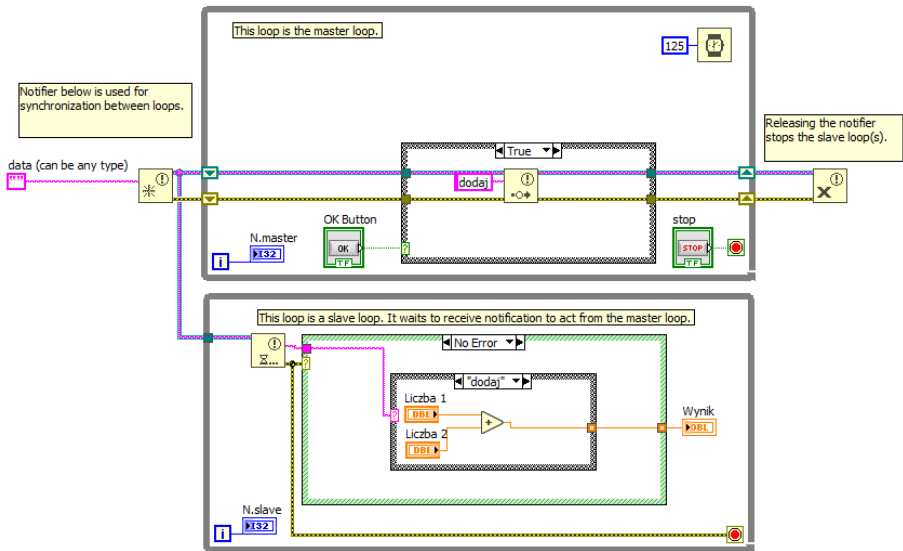 This loop is the master loop.
125
Notifier below is used for
synchronization between loops.
Releasing the notifier
stops the slave loop(s).
True
data (can be any type)
""
dodaj
OK Button
stop
N.master
OK
STOP
I32
TF
TF
i
This loop is a slave loop. It waits to receive notification to act from the master loop.
No Error
"dodaj"
Liczba 1
DBL
Wynik
Liczba 2
DBL
DBL
N.slave
I32
i